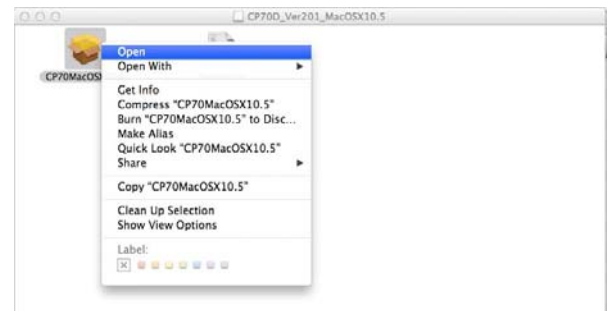 CP70D_Ver201_MacOSX10.5
CP70MacOSX
Open
Open With
Get Info
Compress "CP70MacOSX10.5"
Burn "CP70MacOSX10.5" to Disc...
Make Alias
Quick Look "CP70MacOSX10.5"
Share
Copy "CP70MacOSX10.5"
Clean Up Selection
Show View Options
Label: